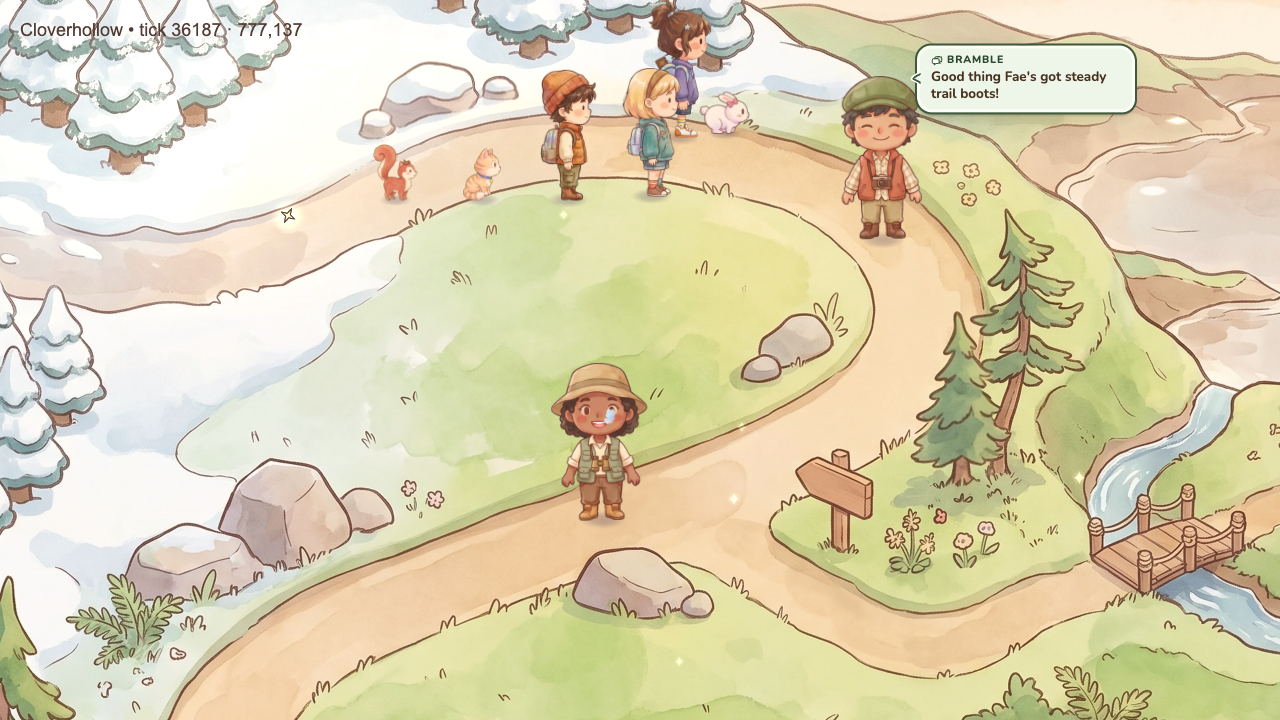 Cloverhollow • tick 36187 · 777,137
BRAMBLE
Good thing Fae's got steady
trail boots!